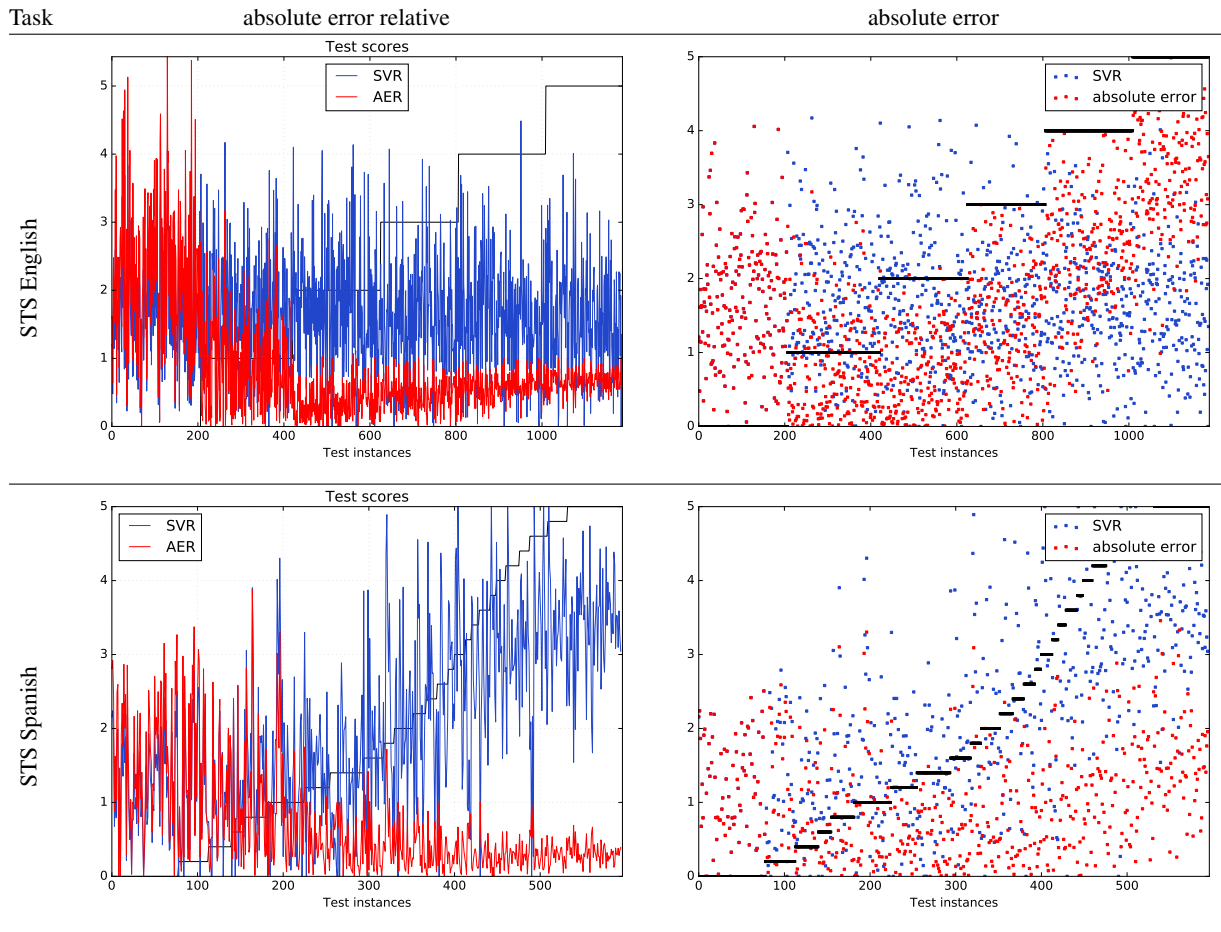 Task absolute error relative absolute error
STS English
Test scores
SVR
AER
5
4
3
2
1
0
0 200 400 600 800 1000
Test instances
SVR
absolute error
5
4
3
2
1
0
0 200 400 600 800 1000
Test instances
STS Spanish
Test scores
SVR
AER
5
4
3
2
1
0
0 100 200 300 400 500
Test instances
SVR
absolute error
5
4
3
2
1
0
0 100 200 300 400 500
Test instances